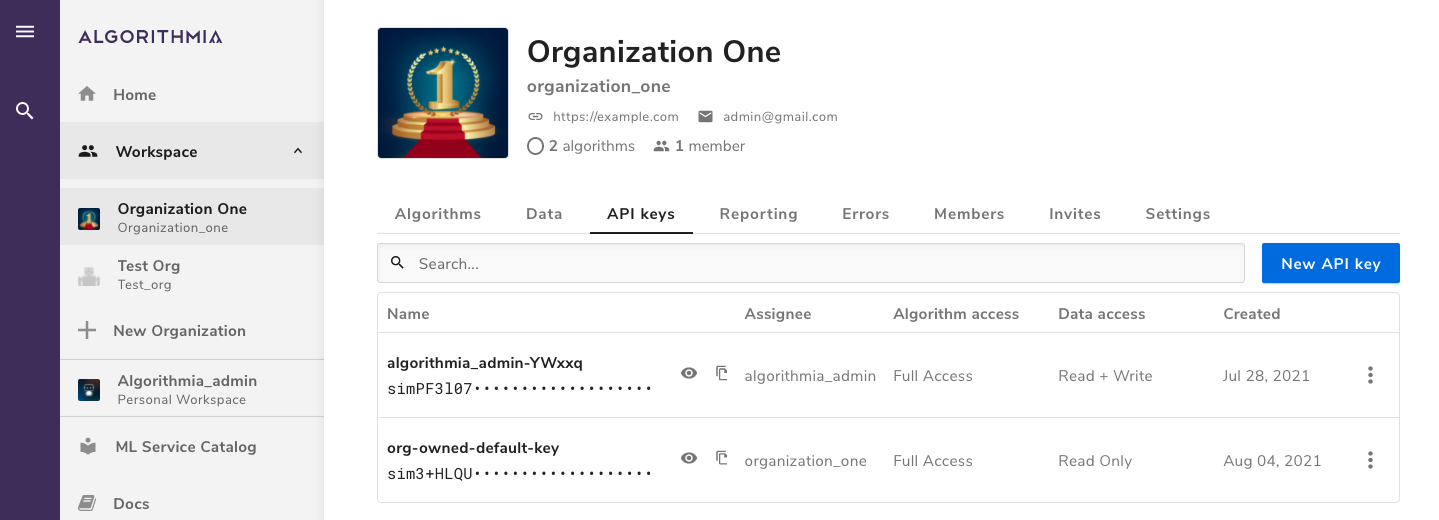 ALGORITHMIA
Home
Workspace
Organization One
Organization_one
Test Org
Test_org
New Organization
Algorithmia_admin
Personal Workspace
ML Service Catalog
Docs
1
Organization One
organization_one
https://example.com admin@gmail.com
2 algorithms 1 member
Algorithms Data API keys Reporting Errors Members Invites Settings
Search... New API key
Name Assignee Algorithm access Data access Created
algorithmia_admin-YWxxq
simPF3l07••••••••••••••••••• algorithmia_admin Full Access Read + Write Jul 28, 2021
org-owned-default-key
sim3+HLQU••••••••••••••••••• organization_one Full Access Read Only Aug 04, 2021